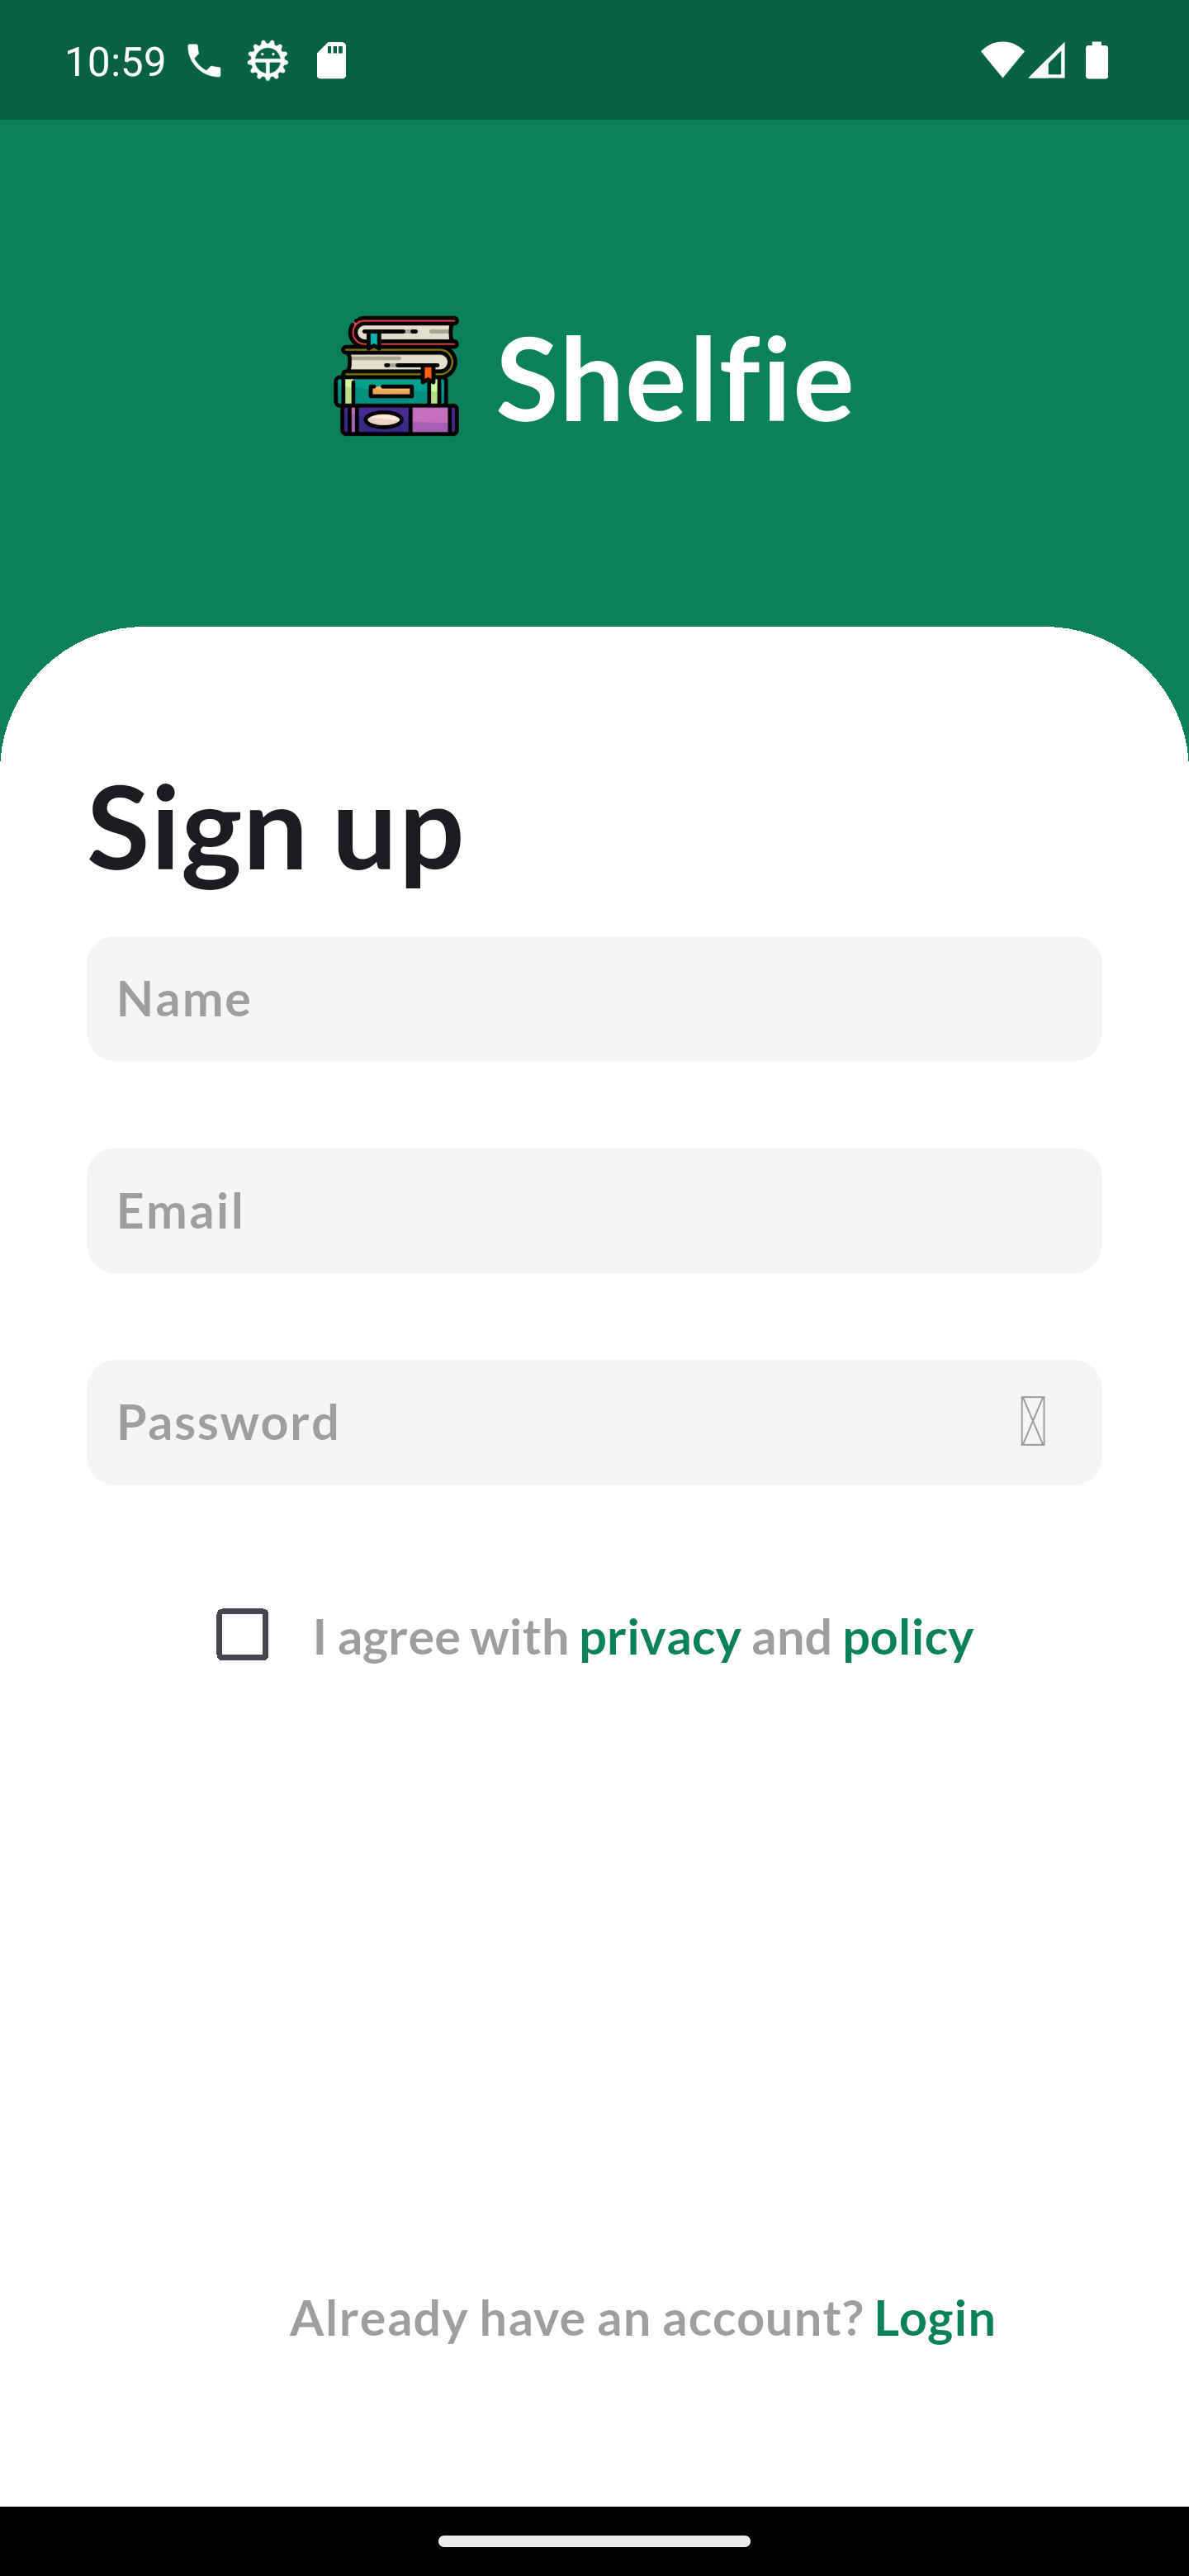 10:59
Shelfie
Sign up
Name
Email
Password
I agree with privacy and policy
Already have an account? Login